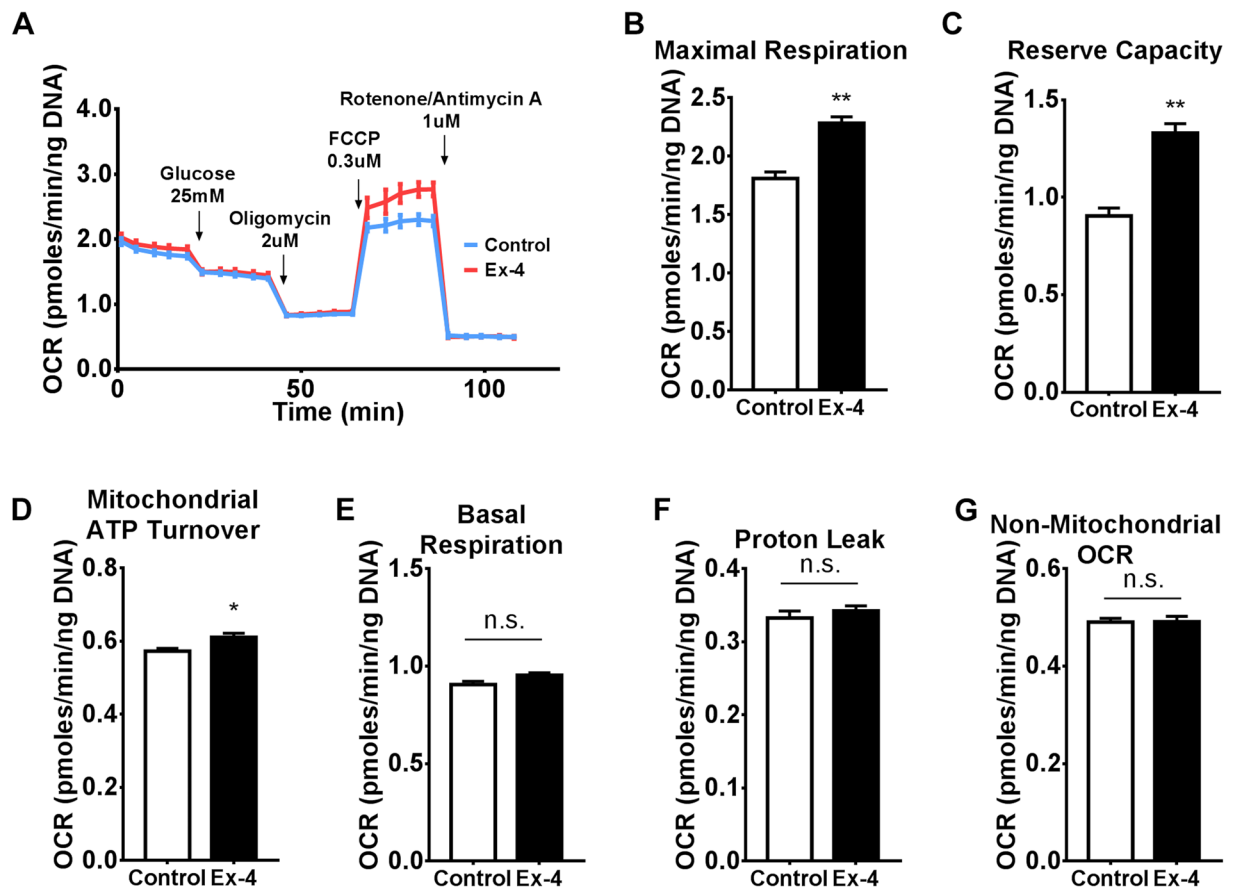 A
OCR (pmoles/min/ng DNA)
4.0
3.0
2.0
1.0
0.0
0
50
100
Time (min)
Glucose
25mM
Oligomycin
2uM
FCCP
0.3uM
Rotenone/Antimycin A
1uM
Control
Ex-4
B
Maximal Respiration
OCR (pmoles/min/ng DNA)
2.5
2.0
1.5
1.0
0.5
0.0
**
Control Ex-4
C
Reserve Capacity
OCR (pmoles/min/ng DNA)
1.5
1.0
0.5
0.0
**
Control Ex-4
D
Mitochondrial
ATP Turnover
OCR (pmoles/min/ng DNA)
0.8
0.6
0.4
0.2
0.0
*
Control Ex-4
E
Basal
Respiration
OCR (pmoles/min/ng DNA)
1.5
1.0
0.5
0.0
n.s.
Control Ex-4
F
Proton Leak
OCR (pmoles/min/ng DNA)
0.4
0.3
0.2
0.1
0.0
n.s.
Control Ex-4
G
Non-Mitochondrial
OCR
OCR (pmoles/min/ng DNA)
0.6
0.4
0.2
0.0
n.s.
Control Ex-4